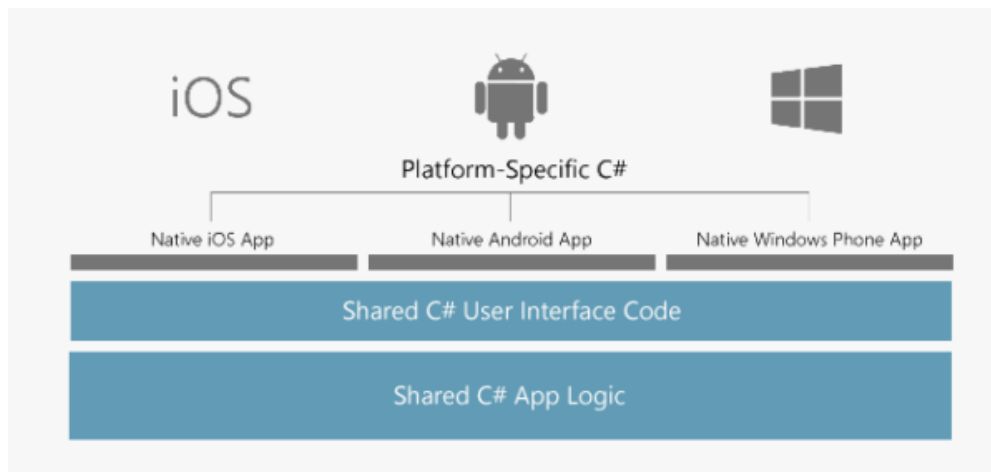 iOS
Platform-Specific C#
Native iOS App
Native Android App
Native Windows Phone App
Shared C# User Interface Code
Shared C# App Logic